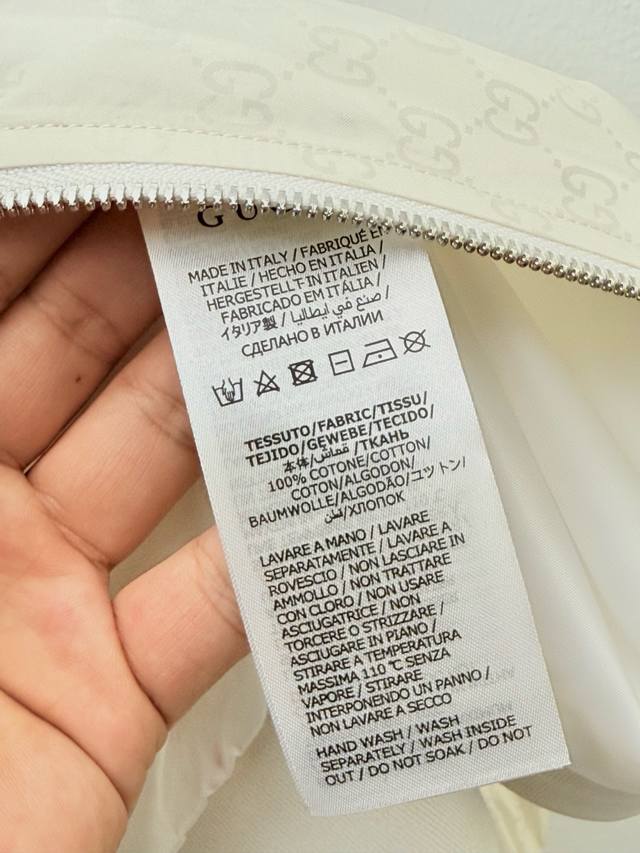 GU
MADE IN ITALY / FABRIQUÉ EN
ITALIE / HECHO EN ITALIA /
HERGESTELLT IN ITALIEN /
FABRICADO EM ITÁLIA /
イタリア製 / صنع في ايطاليا /
СДЕЛАНО В ИТАЛИИ
TESSUTO/FABRIC/TISSU/
TEJIDO/GEWEBE/TECIDO/
本体/قماش/ТКАНЬ
100% COTONE/COTTON/
COTON/ALGODON/
BAUMWOLLE/ALGODÃO/コットン/
قطن/ХЛОПОК
LAVARE A MANO / LAVARE
SEPARATAMENTE / LAVARE A
ROVESCIO / NON LASCIARE IN
AMMOLLO / NON TRATTARE
CON CLORO / NON USARE
ASCIUGATRICE / NON
TORCERE O STRIZZARE /
ASCIUGARE IN PIANO /
STIRARE A TEMPERATURA
MASSIMA 110 °C SENZA
VAPORE / STIRARE
INTERPONENDO UN PANNO /
NON LAVARE A SECCO
HAND WASH / WASH
SEPARATELY / WASH INSIDE
OUT / DO NOT SOAK / DO NOT